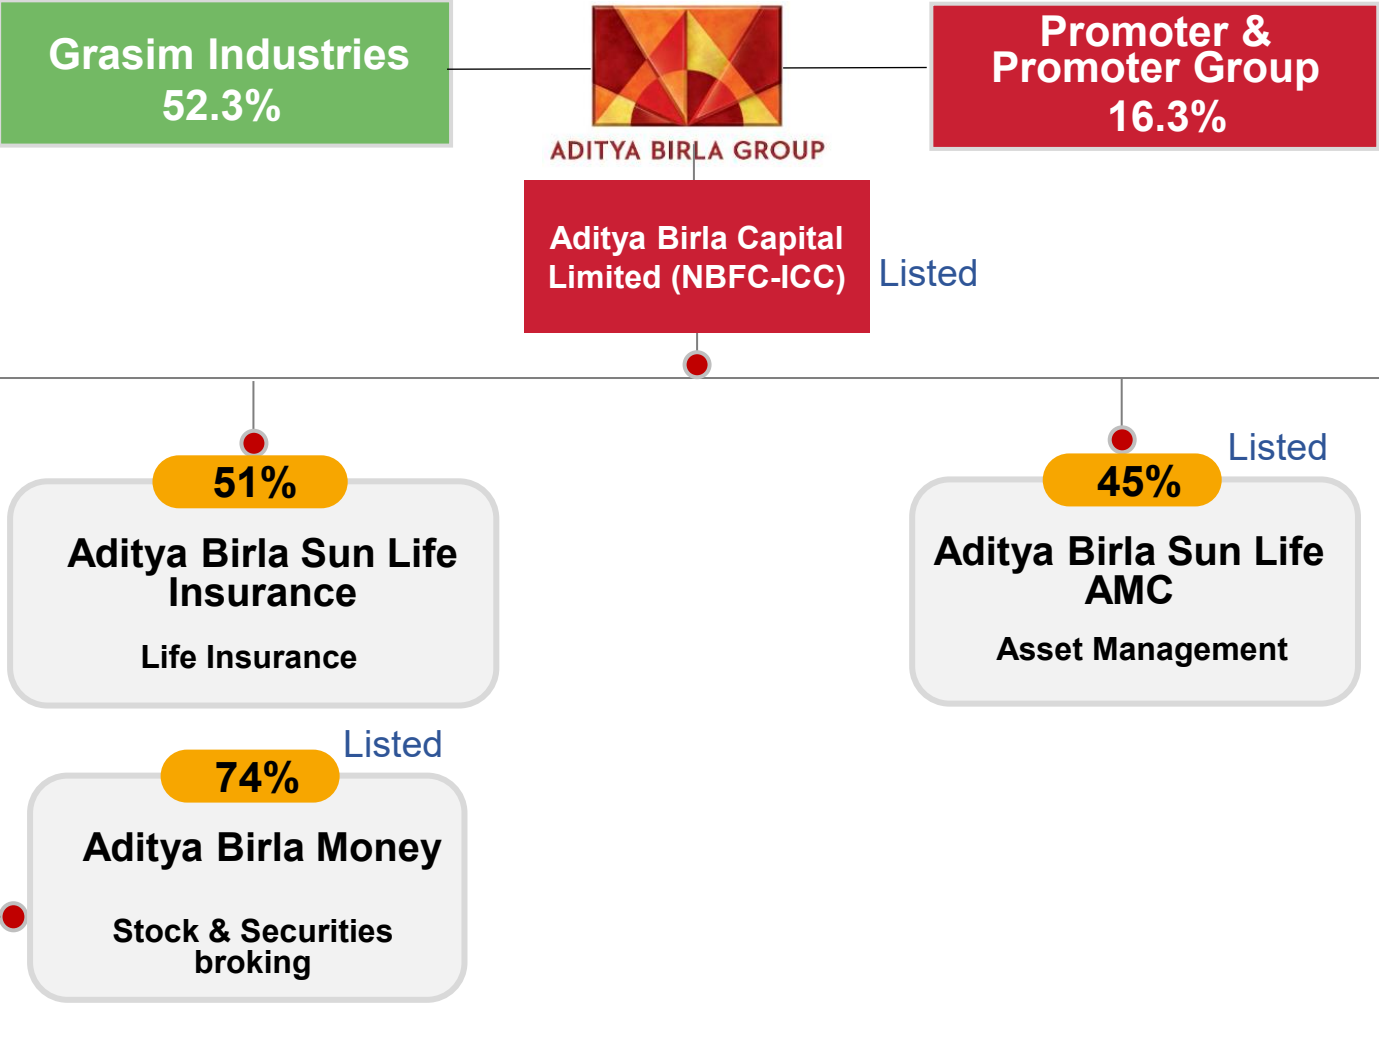 Grasim Industries
52.3%
ADITYA BIRLA GROUP
Promoter &
Promoter Group
16.3%
Aditya Birla Capital
Limited (NBFC-ICC)
Listed
51%
Aditya Birla Sun Life
Insurance
Life Insurance
Listed
45%
Aditya Birla Sun Life
AMC
Asset Management
Listed
74%
Aditya Birla Money
Stock & Securities
broking